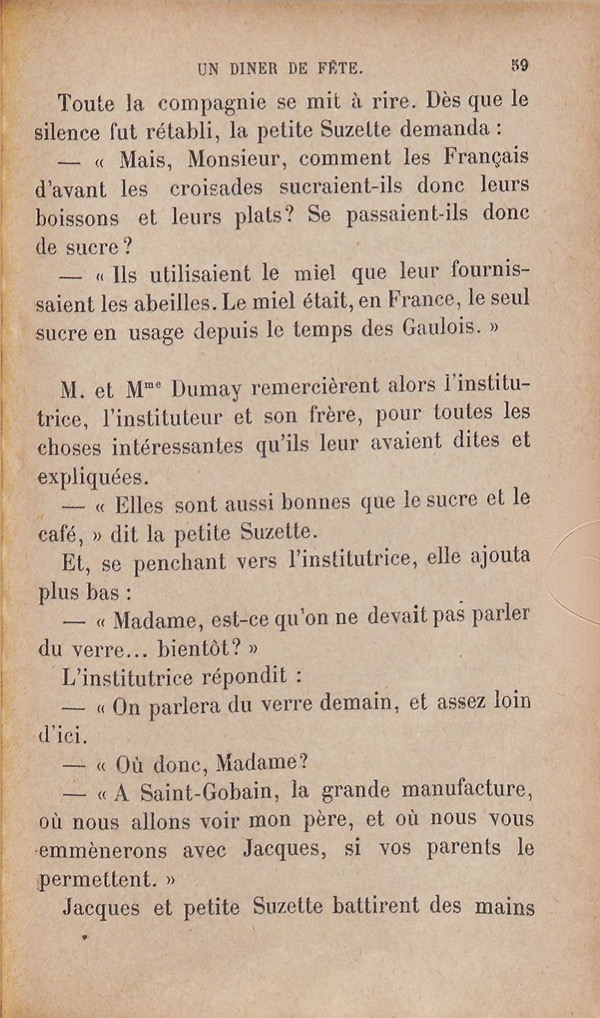 UN DINER DE FÊTE. 59
Toute la compagnie se mit à rire. Dès que le
silence fut rétabli, la petite Suzette demanda :
— « Mais, Monsieur, comment les Français
d'avant les croisades sucraient-ils donc leurs
boissons et leurs plats? Se passaient-ils donc
de sucre?
— « Ils utilisaient le miel que leur fournis-
saient les abeilles. Le miel était, en France, le seul
sucre en usage depuis le temps des Gaulois. »
M. et Mme Dumay remercièrent alors l'institu-
trice, l'instituteur et son frère, pour toutes les
choses intéressantes qu'ils leur avaient dites et
expliquées.
— « Elles sont aussi bonnes que le sucre et le
café, » dit la petite Suzette.
Et, se penchant vers l'institutrice, elle ajouta
plus bas :
— « Madame, est-ce qu'on ne devait pas parler
du verre... bientôt? »
L'institutrice répondit :
— « On parlera du verre demain, et assez loin
d'ici.
— « Où donc, Madame?
— « A Saint-Gobain, la grande manufacture,
où nous allons voir mon père, et où nous vous
emmènerons avec Jacques, si vos parents le
permettent. »
Jacques et petite Suzette battirent des mains